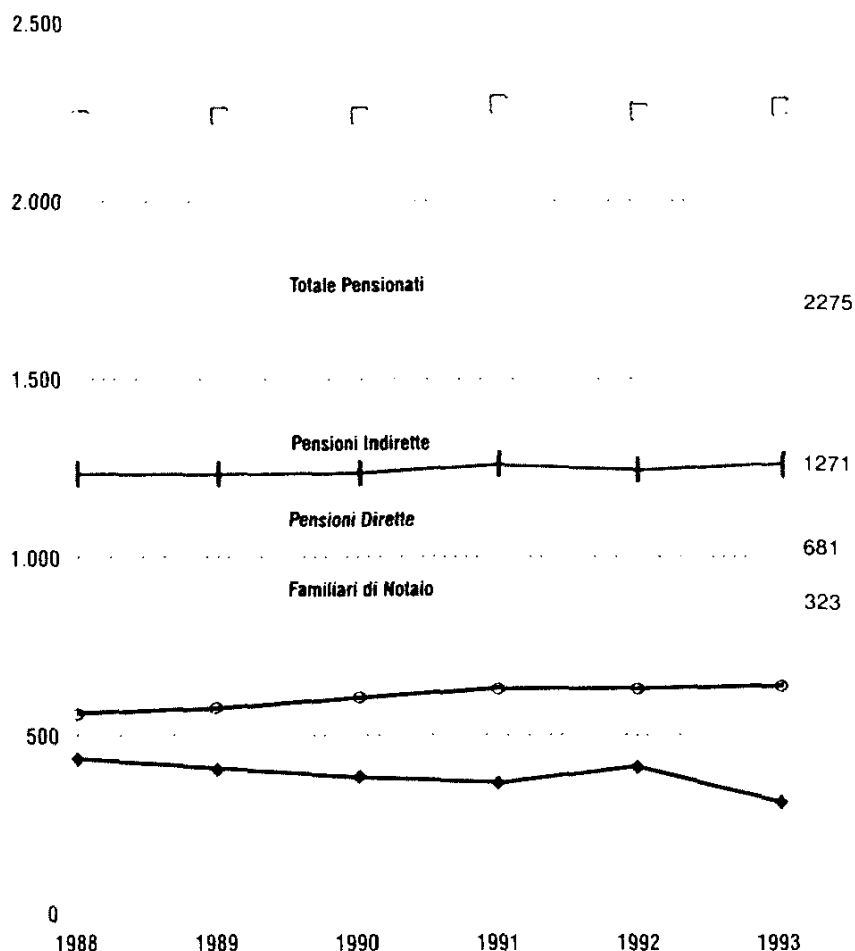 2.500
2.000
Totale Pensionati
2275
1.500
Pensioni Indirette
1271
Pensioni Dirette
681
1.000
Familiari di Notaio
323
500
0
1988 1989 1990 1991 1992 1993